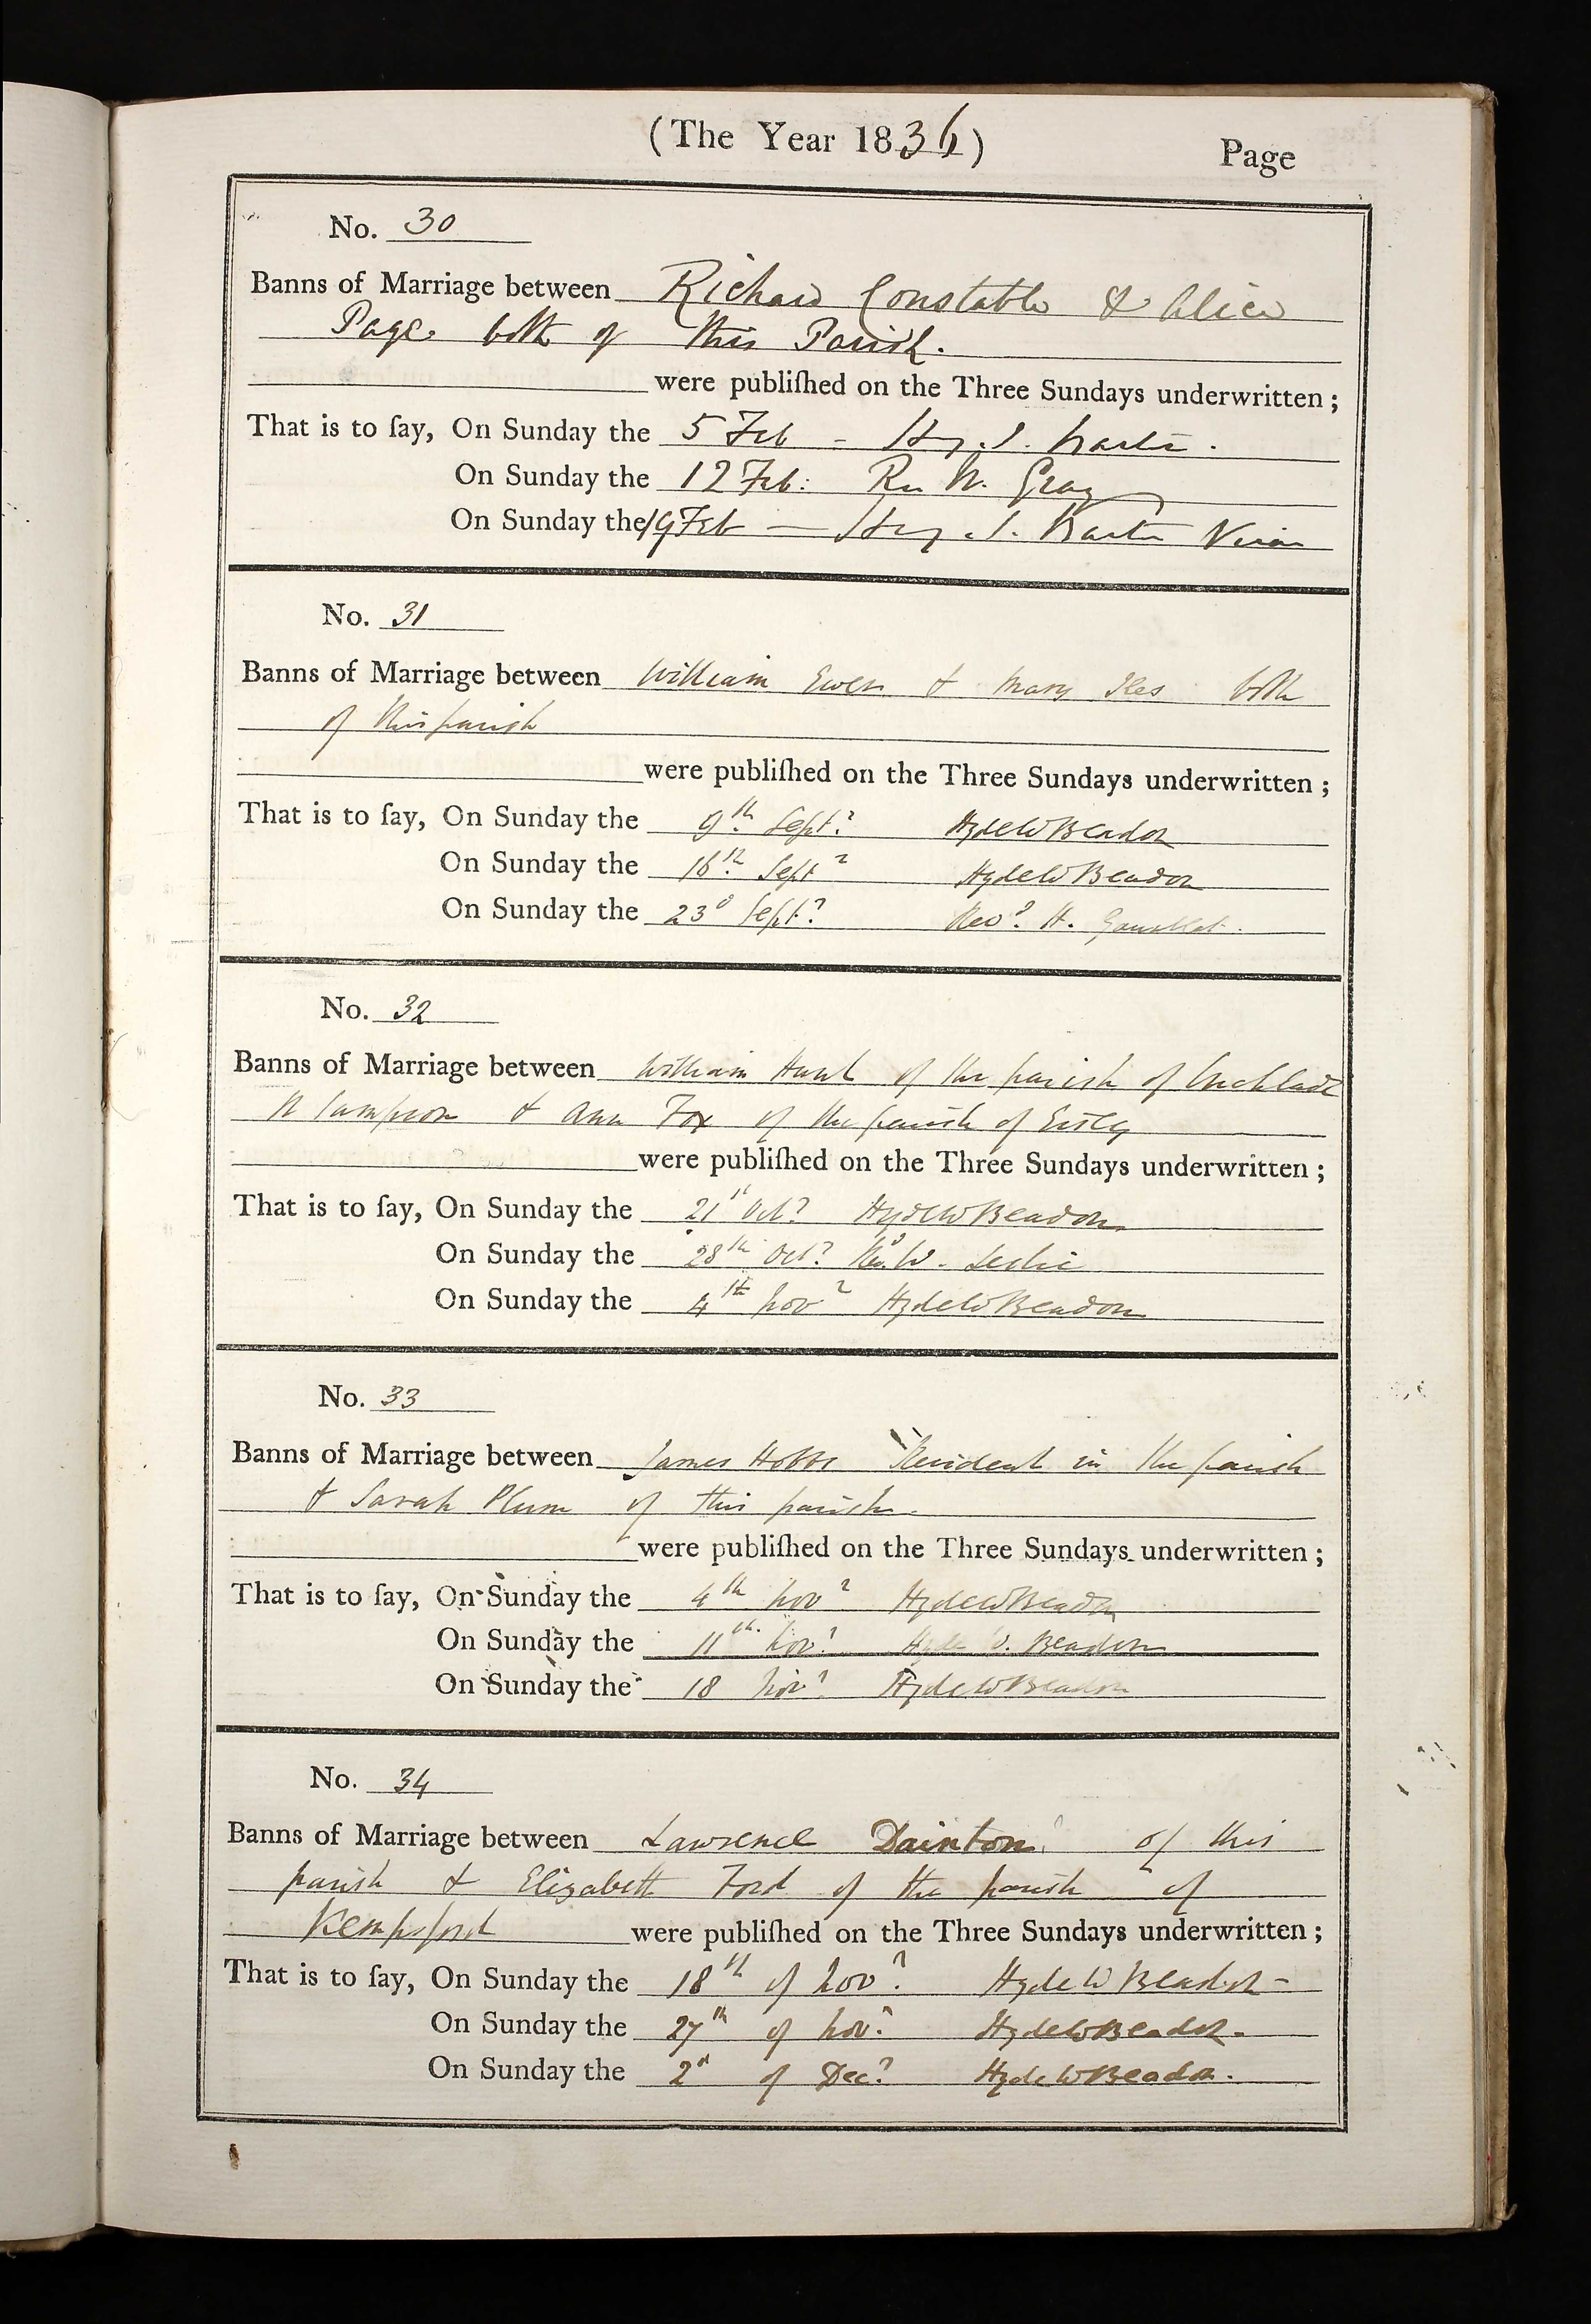 (The Year 1836) Page
No. 30
Banns of Marriage between Richard Constable & Alice
Page both of this Parish.
were publiſhed on the Three Sundays underwritten;
That is to ſay, On Sunday the 5 Feb -
On Sunday the 12 Feb: W. Gray
On Sunday the 19 Feb —
No. 31
Banns of Marriage between William Ewen & Mary Iles both
of this parish
were publiſhed on the Three Sundays underwritten;
That is to ſay, On Sunday the 9th Septr Hyde W Beadon
On Sunday the 16th Septr Hyde W Beadon
On Sunday the 23d Septr Revd H.
No. 32
Banns of Marriage between William Hunt of the parish of Cricklade
St Sampson & Ann Fox of the parish of Eisey
were publiſhed on the Three Sundays underwritten;
That is to ſay, On Sunday the 21st Octr Hyde W Beadon
On Sunday the 28th Octr Revd W. Leslie
On Sunday the 4th Novr Hyde W Beadon
No. 33
Banns of Marriage between James Hobbs Resident in the parish
& Sarah Plum of this parish.
were publiſhed on the Three Sundays underwritten;
That is to ſay, On Sunday the 4th Novr Hyde W Beadon
On Sunday the 11th Novr Hyde W. Beadon
On Sunday the 18 Novr Hyde W Beadon
No. 34
Banns of Marriage between Lawrence Dainton of this
parish & Elizabeth Ford of the parish of
Kempsford were publiſhed on the Three Sundays underwritten;
That is to ſay, On Sunday the 18th of Novr Hyde W Beadon -
On Sunday the 27th of Novr Hyde W Beadon.
On Sunday the 2d of Decr Hyde W Beadon.